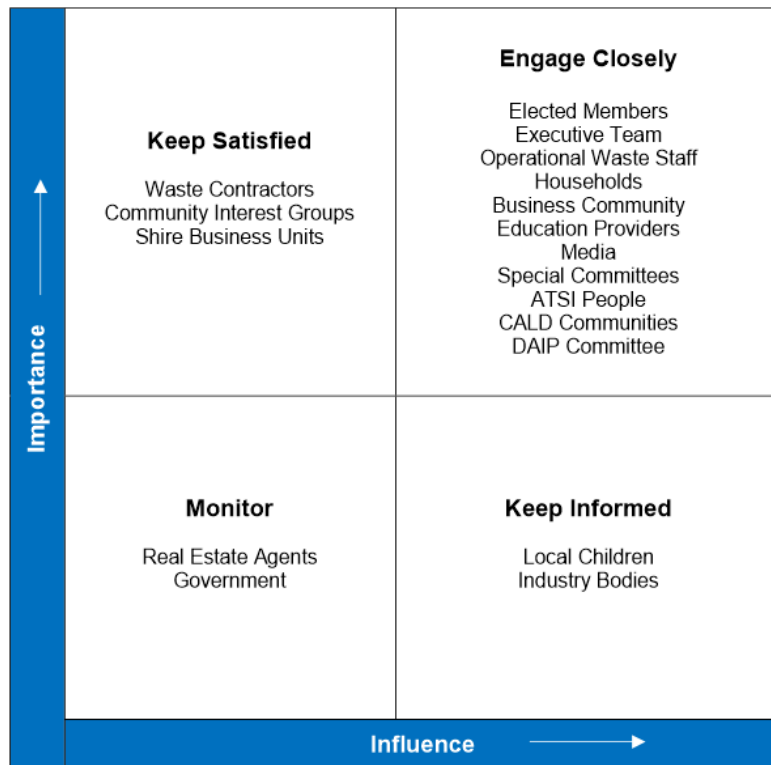 Engage Closely
Elected Members
Executive Team
Operational Waste Staff
Households
Business Community
Education Providers
Media
Special Committees
ATSI People
CALD Communities
DAIP Committee
Keep Satisfied
Waste Contractors
Community Interest Groups
Shire Business Units
Importance
Monitor
Real Estate Agents
Government
Keep Informed
Local Children
Industry Bodies
Influence